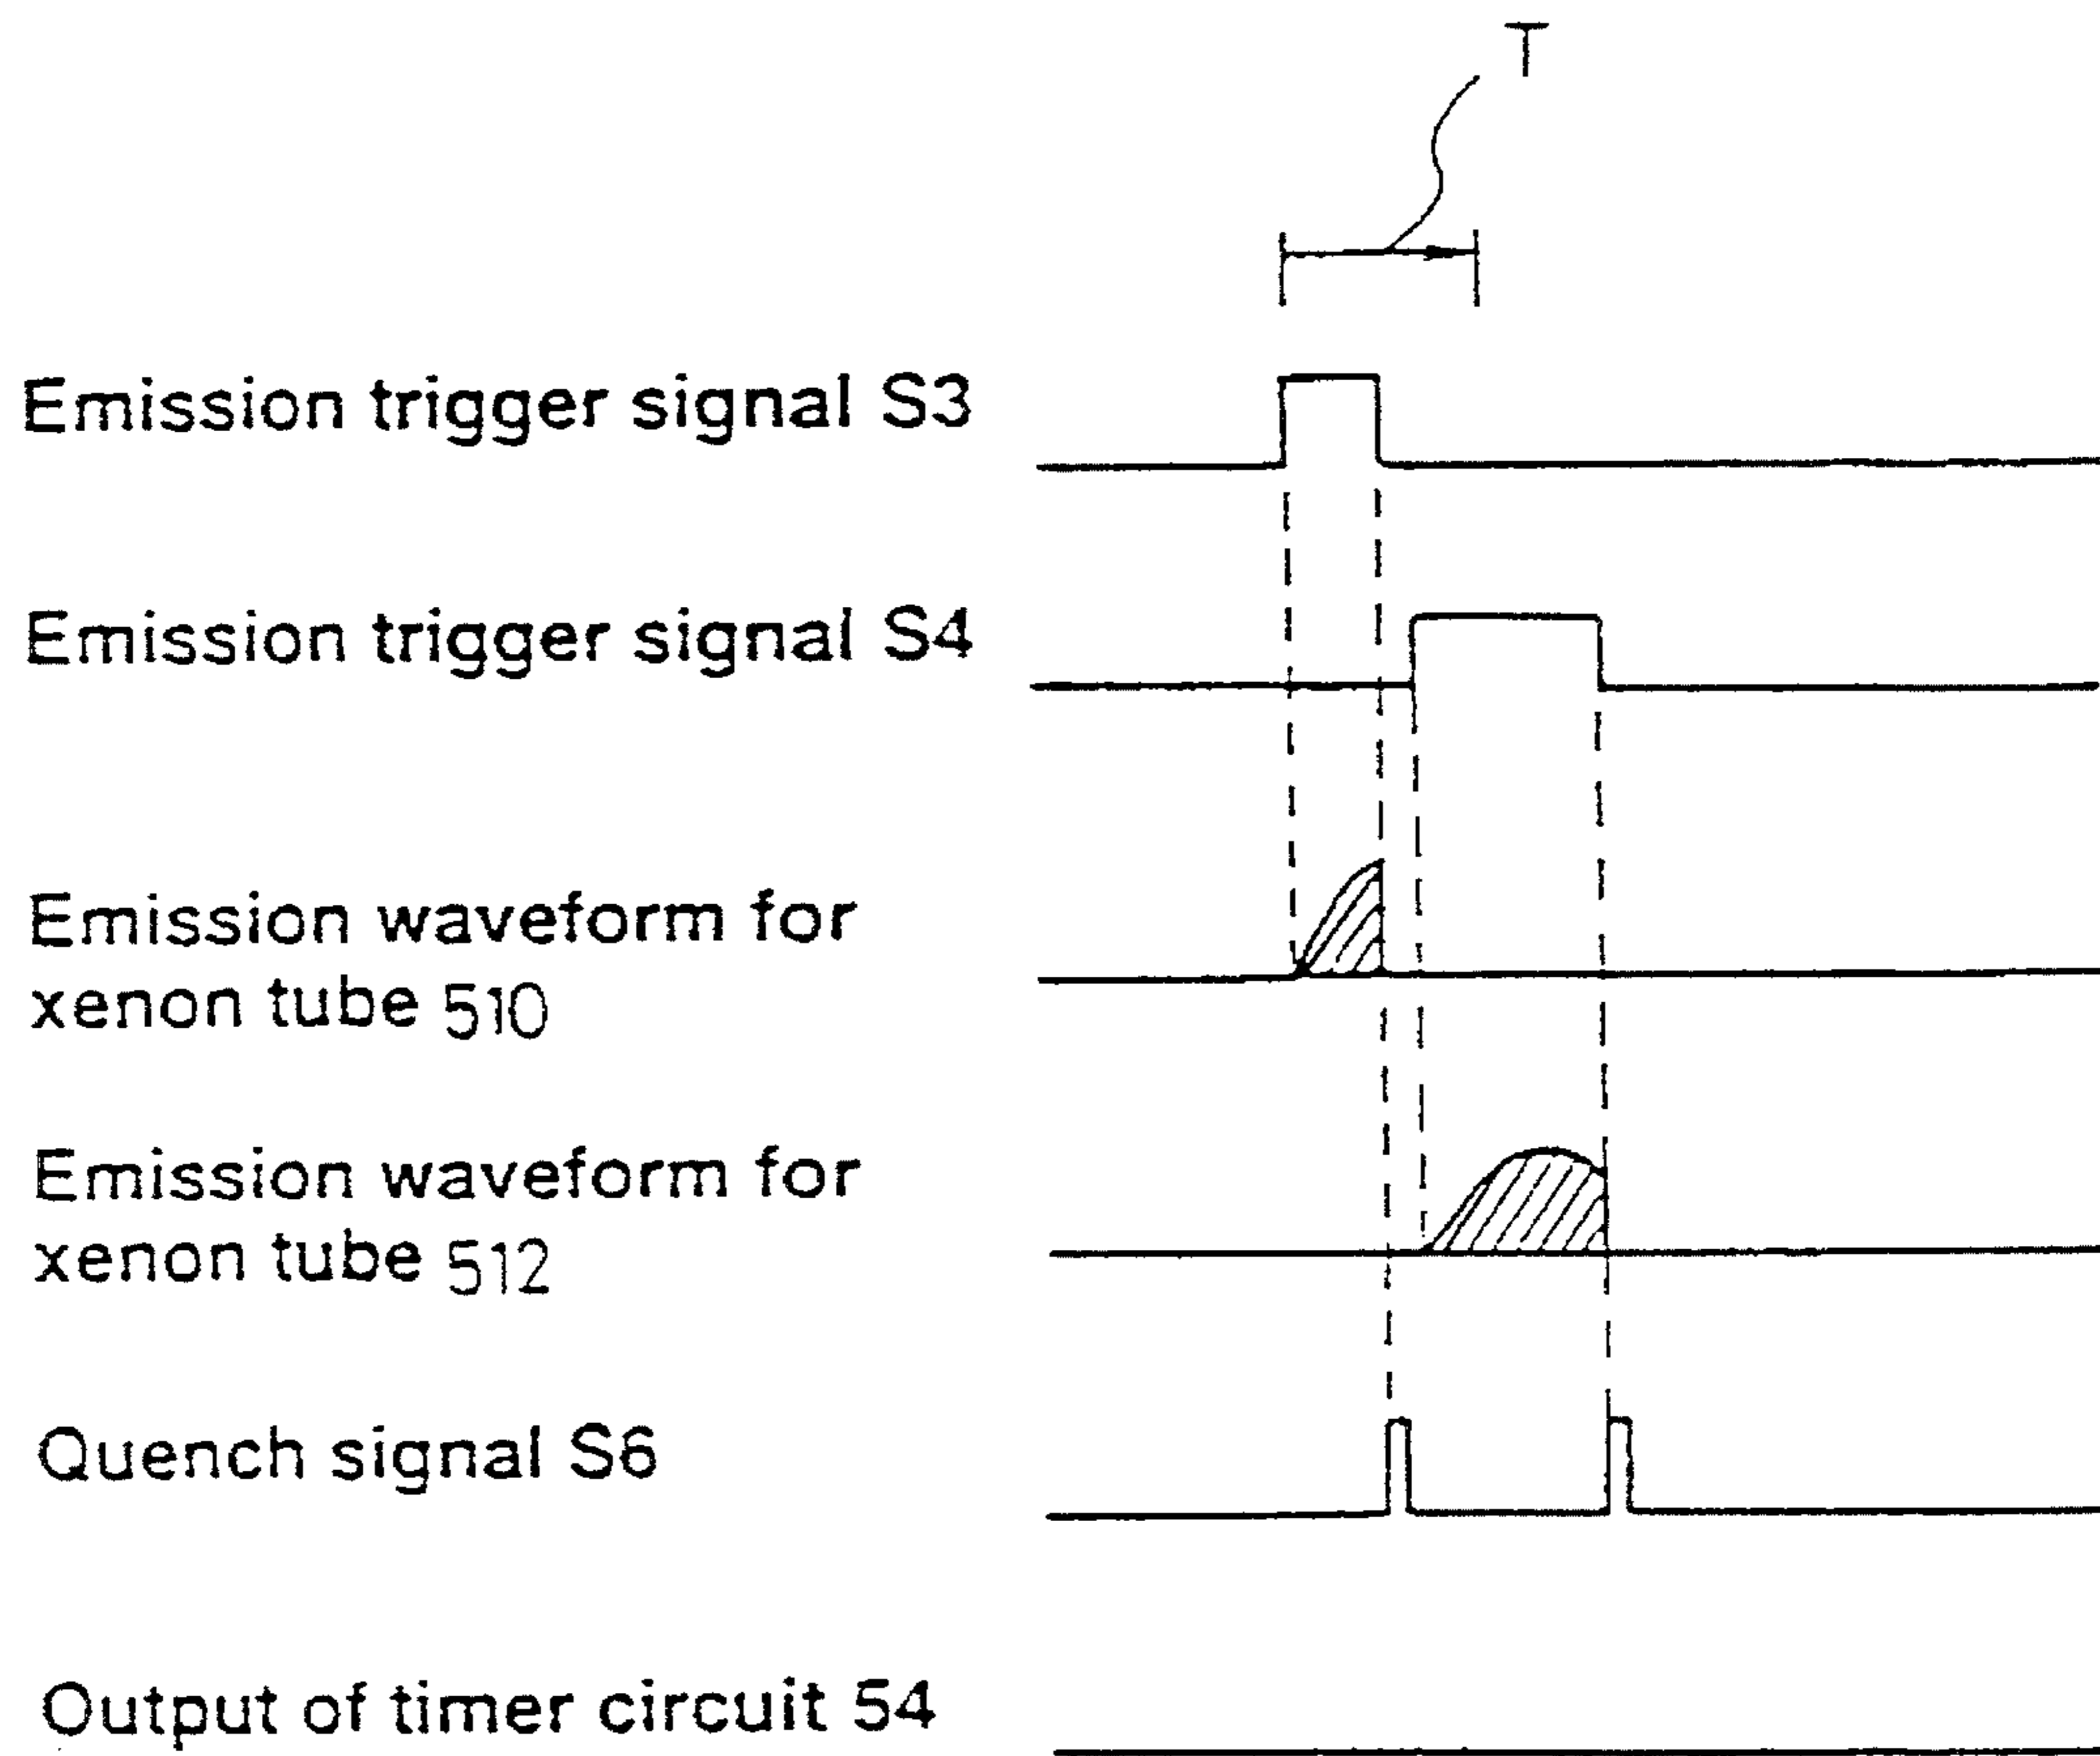 T
Emission trigger signal S3
Emission trigger signal S4
Emission waveform for
xenon tube 510
Emission waveform for
xenon tube 512
Quench signal S6
Output of timer circuit 54